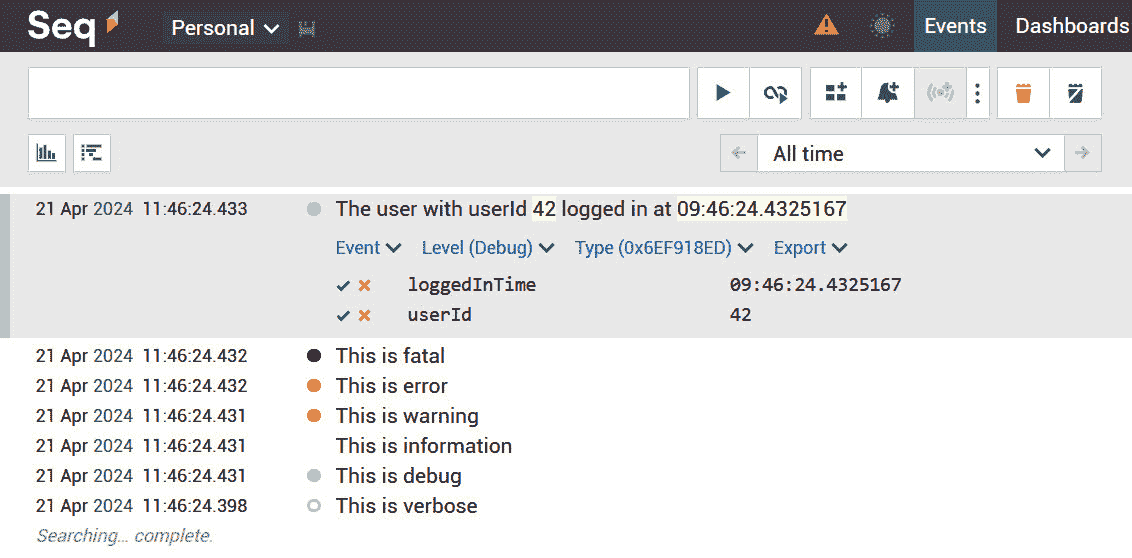 Seq Personal Events Dashboards
All time
21 Apr 2024 11:46:24.433 The user with userId 42 logged in at 09:46:24.4325167
Event Level (Debug) Type (0x6EF918ED) Export
loggedInTime 09:46:24.4325167
userId 42
21 Apr 2024 11:46:24.432 This is fatal
21 Apr 2024 11:46:24.432 This is error
21 Apr 2024 11:46:24.431 This is warning
21 Apr 2024 11:46:24.431 This is information
21 Apr 2024 11:46:24.431 This is debug
21 Apr 2024 11:46:24.398 This is verbose
Searching... complete.